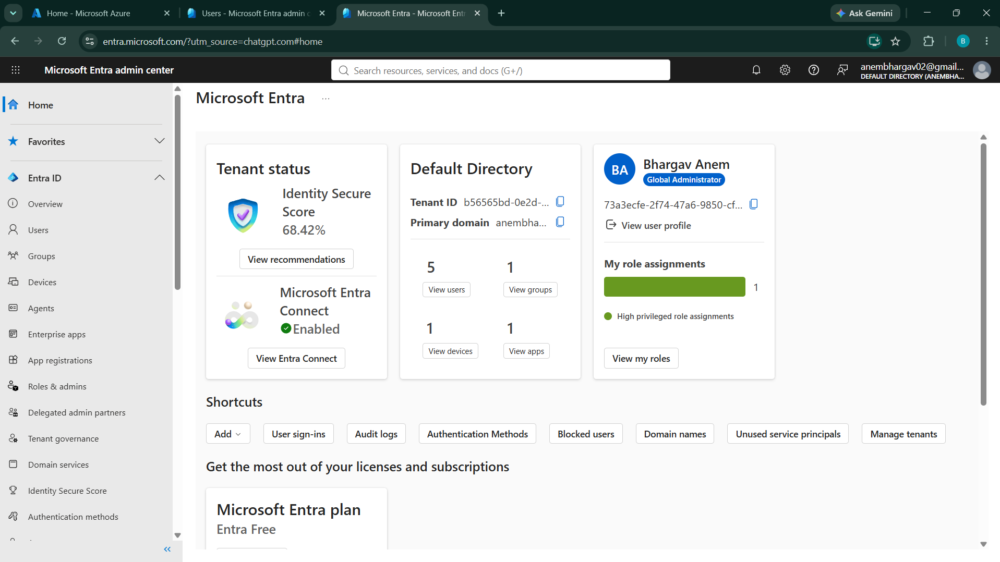 Home - Microsoft Azure
Users - Microsoft Entra admin c
Microsoft Entra - Microsoft Entr
Ask Gemini
entra.microsoft.com/?utm_source=chatgpt.com#home
B
Microsoft Entra admin center
Search resources, services, and docs (G+/)
anembhargav02@gmail...
DEFAULT DIRECTORY (ANEMBHA...
Home
Favorites
Entra ID
Overview
Users
Groups
Devices
Agents
Enterprise apps
App registrations
Roles & admins
Delegated admin partners
Tenant governance
Domain services
Identity Secure Score
Authentication methods
Microsoft Entra ...
Tenant status
Identity Secure
Score
68.42%
View recommendations
Microsoft Entra
Connect
Enabled
View Entra Connect
Default Directory
Tenant ID b56565bd-0e2d-...
Primary domain anembha...
5
View users
1
View groups
1
View devices
1
View apps
BA
Bhargav Anem
Global Administrator
73a3ecfe-2f74-47a6-9850-cf...
View user profile
My role assignments
1
High privileged role assignments
View my roles
Shortcuts
Add
User sign-ins
Audit logs
Authentication Methods
Blocked users
Domain names
Unused service principals
Manage tenants
Get the most out of your licenses and subscriptions
Microsoft Entra plan
Entra Free